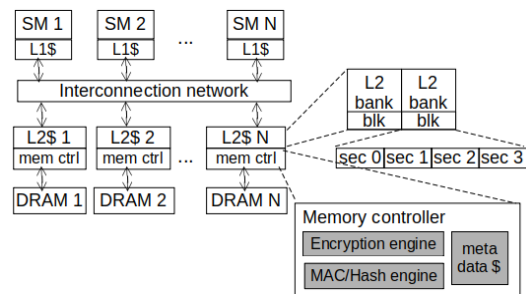 SM 1 SM 2 SM N
L1$ L1$ ... L1$
Interconnection network
L2 bank L2 bank
blk blk
L2$ 1 L2$ 2 L2$ N
mem ctrl mem ctrl ... mem ctrl
sec 0 sec 1 sec 2 sec 3
DRAM 1 DRAM 2 DRAM N
Memory controller
Encryption engine
MAC/Hash engine
meta
data $